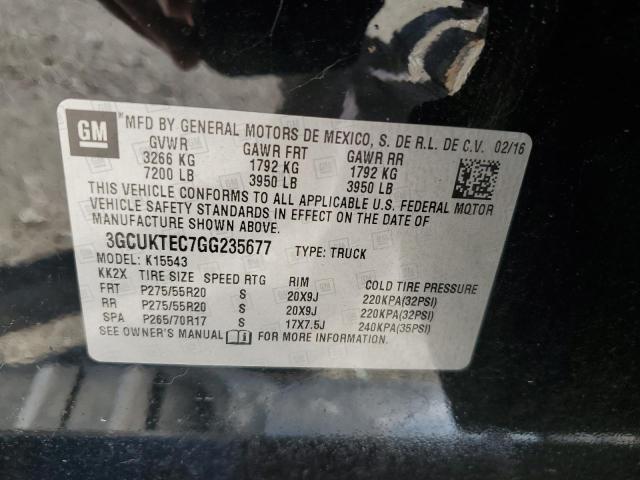 GM *MFD BY GENERAL MOTORS DE MEXICO, S. DE R.L. DE C.V. 02/16
GVWR GAWR FRT GAWR RR
3266 KG 1792 KG 1792 KG
7200 LB 3950 LB 3950 LB
THIS VEHICLE CONFORMS TO ALL APPLICABLE U.S. FEDERAL MOTOR
VEHICLE SAFETY STANDARDS IN EFFECT ON THE DATE OF
MANUFACTURE SHOWN ABOVE.
3GCUKTEC7GG235677 TYPE: TRUCK
MODEL: K15543
KK2X TIRE SIZE SPEED RTG RIM COLD TIRE PRESSURE
FRT P275/55R20 S 20X9J 220KPA(32PSI)
RR P275/55R20 S 20X9J 220KPA(32PSI)
SPA P265/70R17 S 17X7.5J 240KPA(35PSI)
SEE OWNER'S MANUAL FOR MORE INFORMATION.